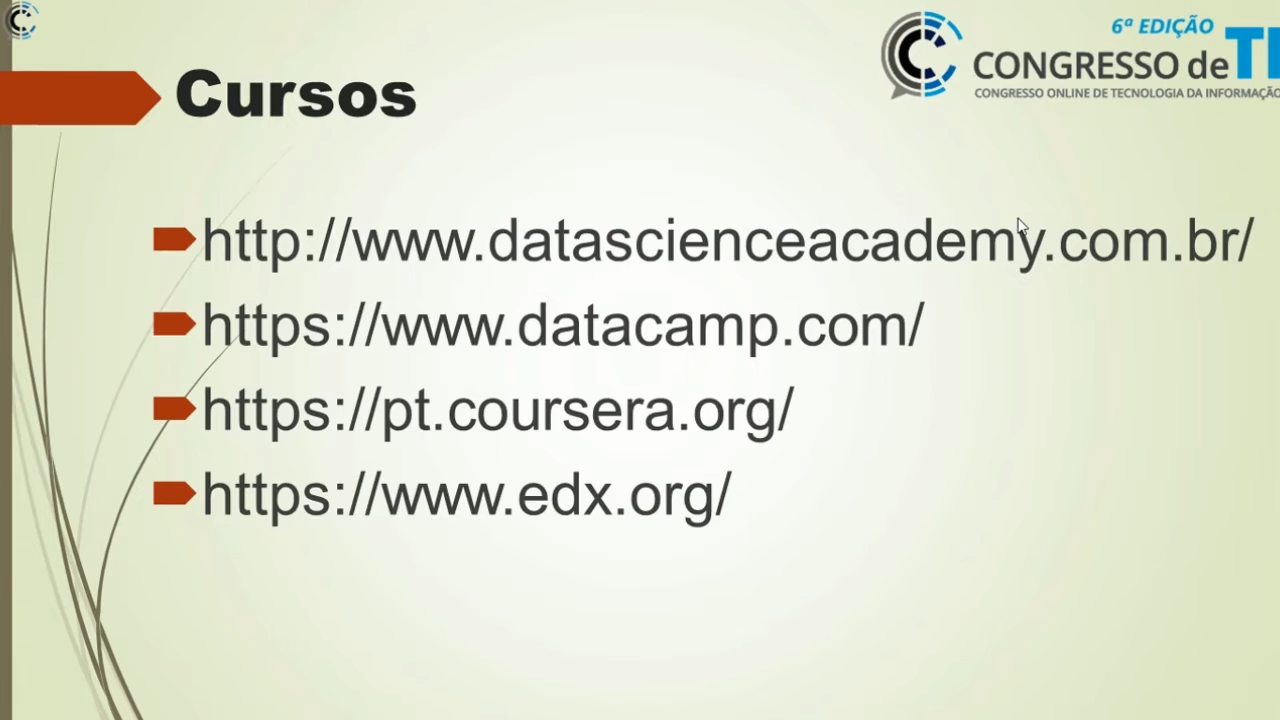 6ª EDIÇÃO
CONGRESSO de TI
CONGRESSO ONLINE DE TECNOLOGIA DA INFORMAÇÃO
Cursos
http://www.datascienceacademy.com.br/
https://www.datacamp.com/
https://pt.coursera.org/
https://www.edx.org/